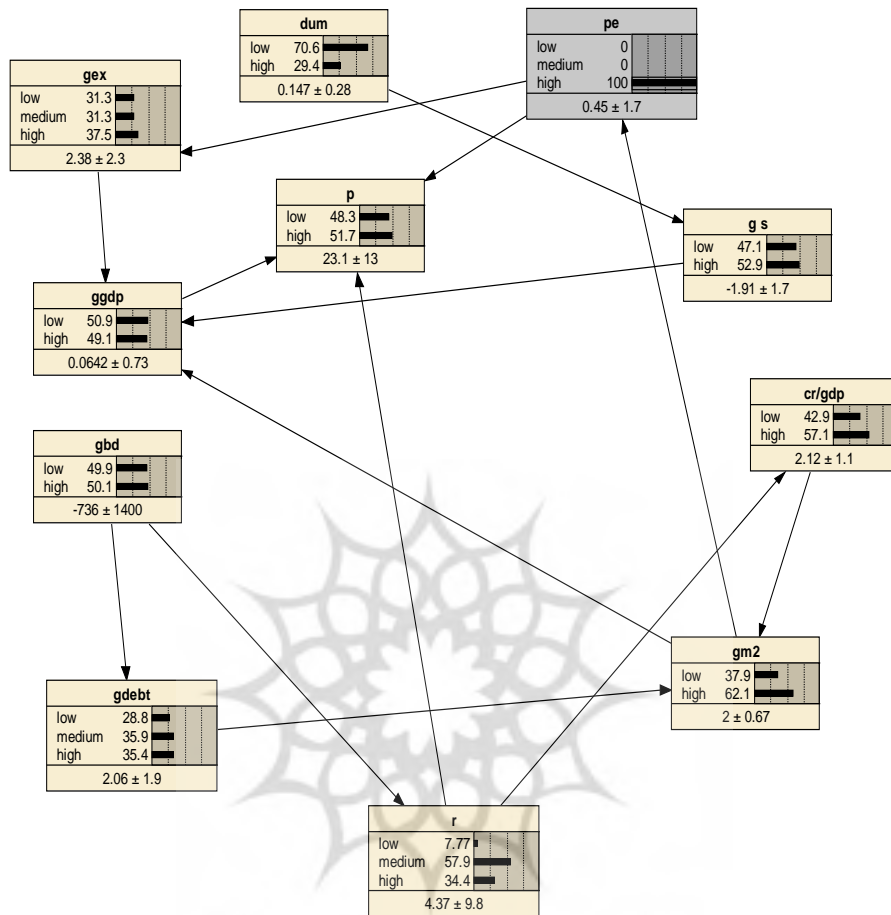 dum
low 70.6
high 29.4
0.147 ± 0.28
pe
low 0
medium 0
high 100
0.45 ± 1.7
gex
low 31.3
medium 31.3
high 37.5
2.38 ± 2.3
p
low 48.3
high 51.7
23.1 ± 13
g s
low 47.1
high 52.9
-1.91 ± 1.7
ggdp
low 50.9
high 49.1
0.0642 ± 0.73
cr/gdp
low 42.9
high 57.1
2.12 ± 1.1
gbd
low 49.9
high 50.1
-736 ± 1400
gm2
low 37.9
high 62.1
2 ± 0.67
gdebt
low 28.8
medium 35.9
high 35.4
2.06 ± 1.9
r
low 7.77
medium 57.9
high 34.4
4.37 ± 9.8